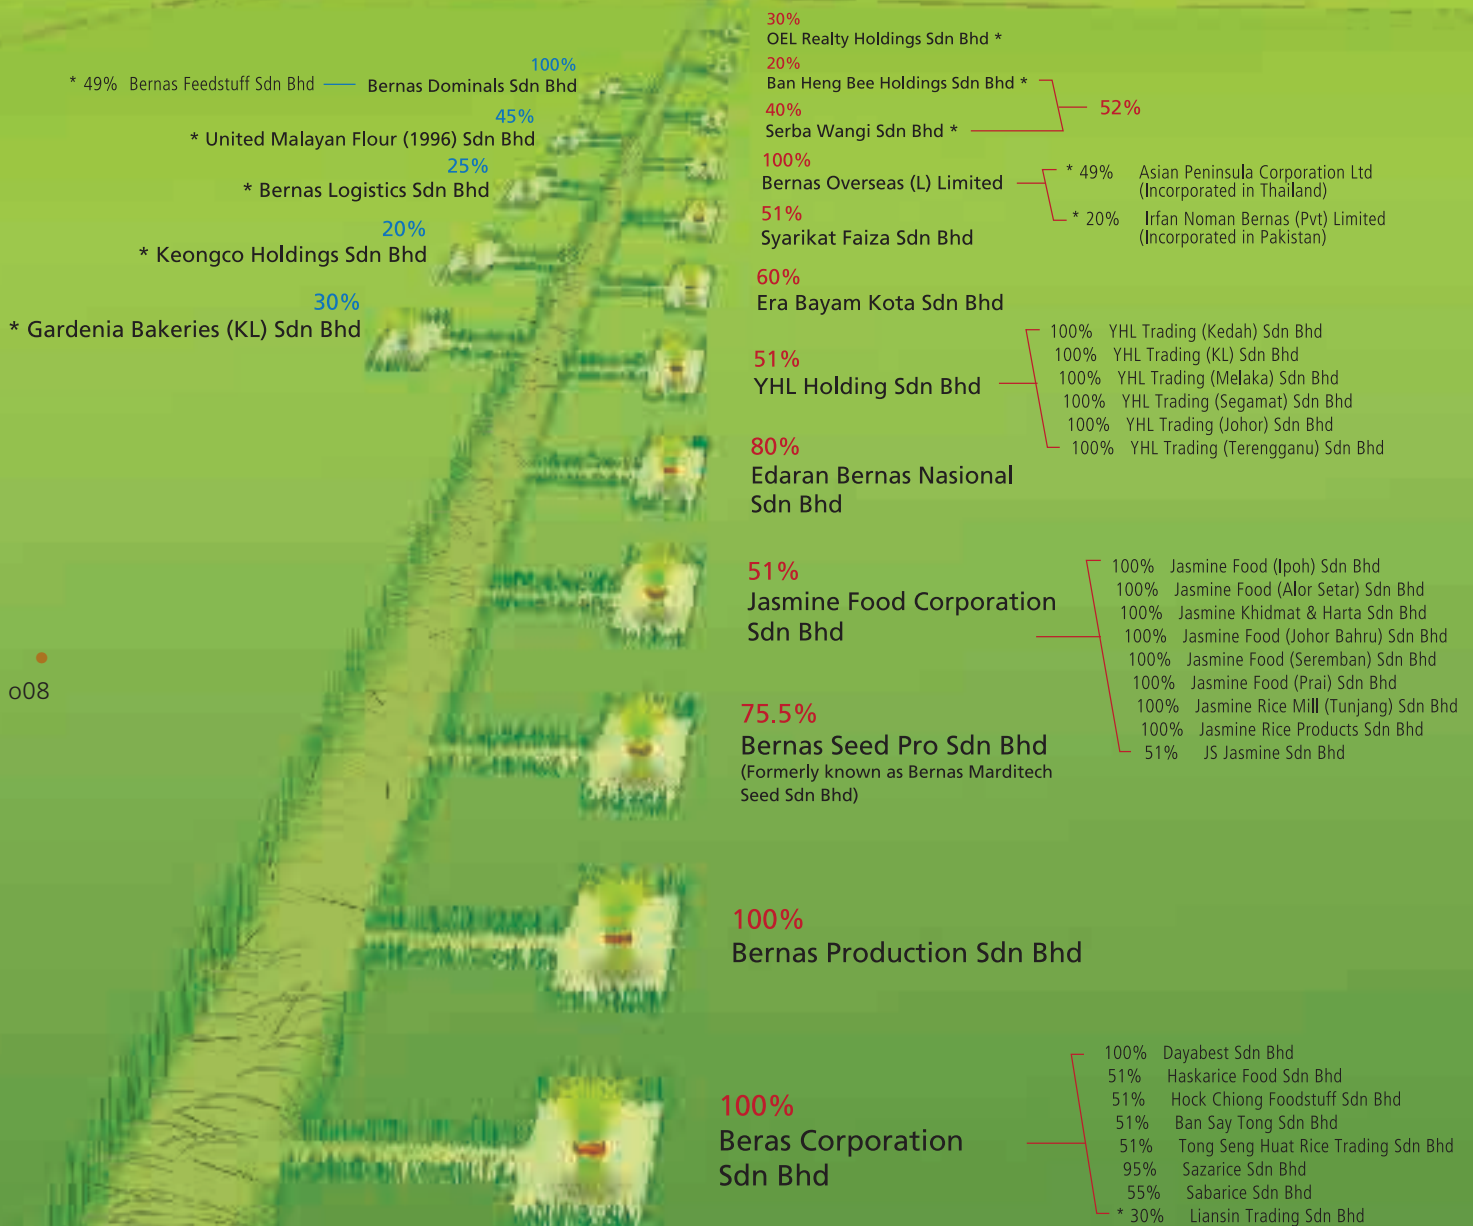 30%
OEL Realty Holdings Sdn Bhd *
20%
Ban Heng Bee Holdings Sdn Bhd *
52%
40%
Serba Wangi Sdn Bhd *
100%
Bernas Overseas (L) Limited
* 49% Asian Peninsula Corporation Ltd
(Incorporated in Thailand)
* 20% Irfan Noman Bernas (Pvt) Limited
(Incorporated in Pakistan)
51%
Syarikat Faiza Sdn Bhd
60%
Era Bayam Kota Sdn Bhd
51%
YHL Holding Sdn Bhd
100% YHL Trading (Kedah) Sdn Bhd
100% YHL Trading (KL) Sdn Bhd
100% YHL Trading (Melaka) Sdn Bhd
100% YHL Trading (Segamat) Sdn Bhd
100% YHL Trading (Johor) Sdn Bhd
100% YHL Trading (Terengganu) Sdn Bhd
80%
Edaran Bernas Nasional
Sdn Bhd
51%
Jasmine Food Corporation
Sdn Bhd
100% Jasmine Food (Ipoh) Sdn Bhd
100% Jasmine Food (Alor Setar) Sdn Bhd
100% Jasmine Khidmat & Harta Sdn Bhd
100% Jasmine Food (Johor Bahru) Sdn Bhd
100% Jasmine Food (Seremban) Sdn Bhd
100% Jasmine Food (Prai) Sdn Bhd
100% Jasmine Rice Mill (Tunjang) Sdn Bhd
100% Jasmine Rice Products Sdn Bhd
51% JS Jasmine Sdn Bhd
75.5%
Bernas Seed Pro Sdn Bhd
(Formerly known as Bernas Marditech
Seed Sdn Bhd)
100%
Bernas Production Sdn Bhd
100%
Beras Corporation
Sdn Bhd
100% Dayabest Sdn Bhd
51% Haskarice Food Sdn Bhd
51% Hock Chiong Foodstuff Sdn Bhd
51% Ban Say Tong Sdn Bhd
51% Tong Seng Huat Rice Trading Sdn Bhd
95% Sazarice Sdn Bhd
55% Sabarice Sdn Bhd
* 30% Liansin Trading Sdn Bhd
100%
* 49% Bernas Feedstuff Sdn Bhd
Bernas Dominals Sdn Bhd
45%
* United Malayan Flour (1996) Sdn Bhd
25%
* Bernas Logistics Sdn Bhd
20%
* Keongco Holdings Sdn Bhd
30%
* Gardenia Bakeries (KL) Sdn Bhd
o08